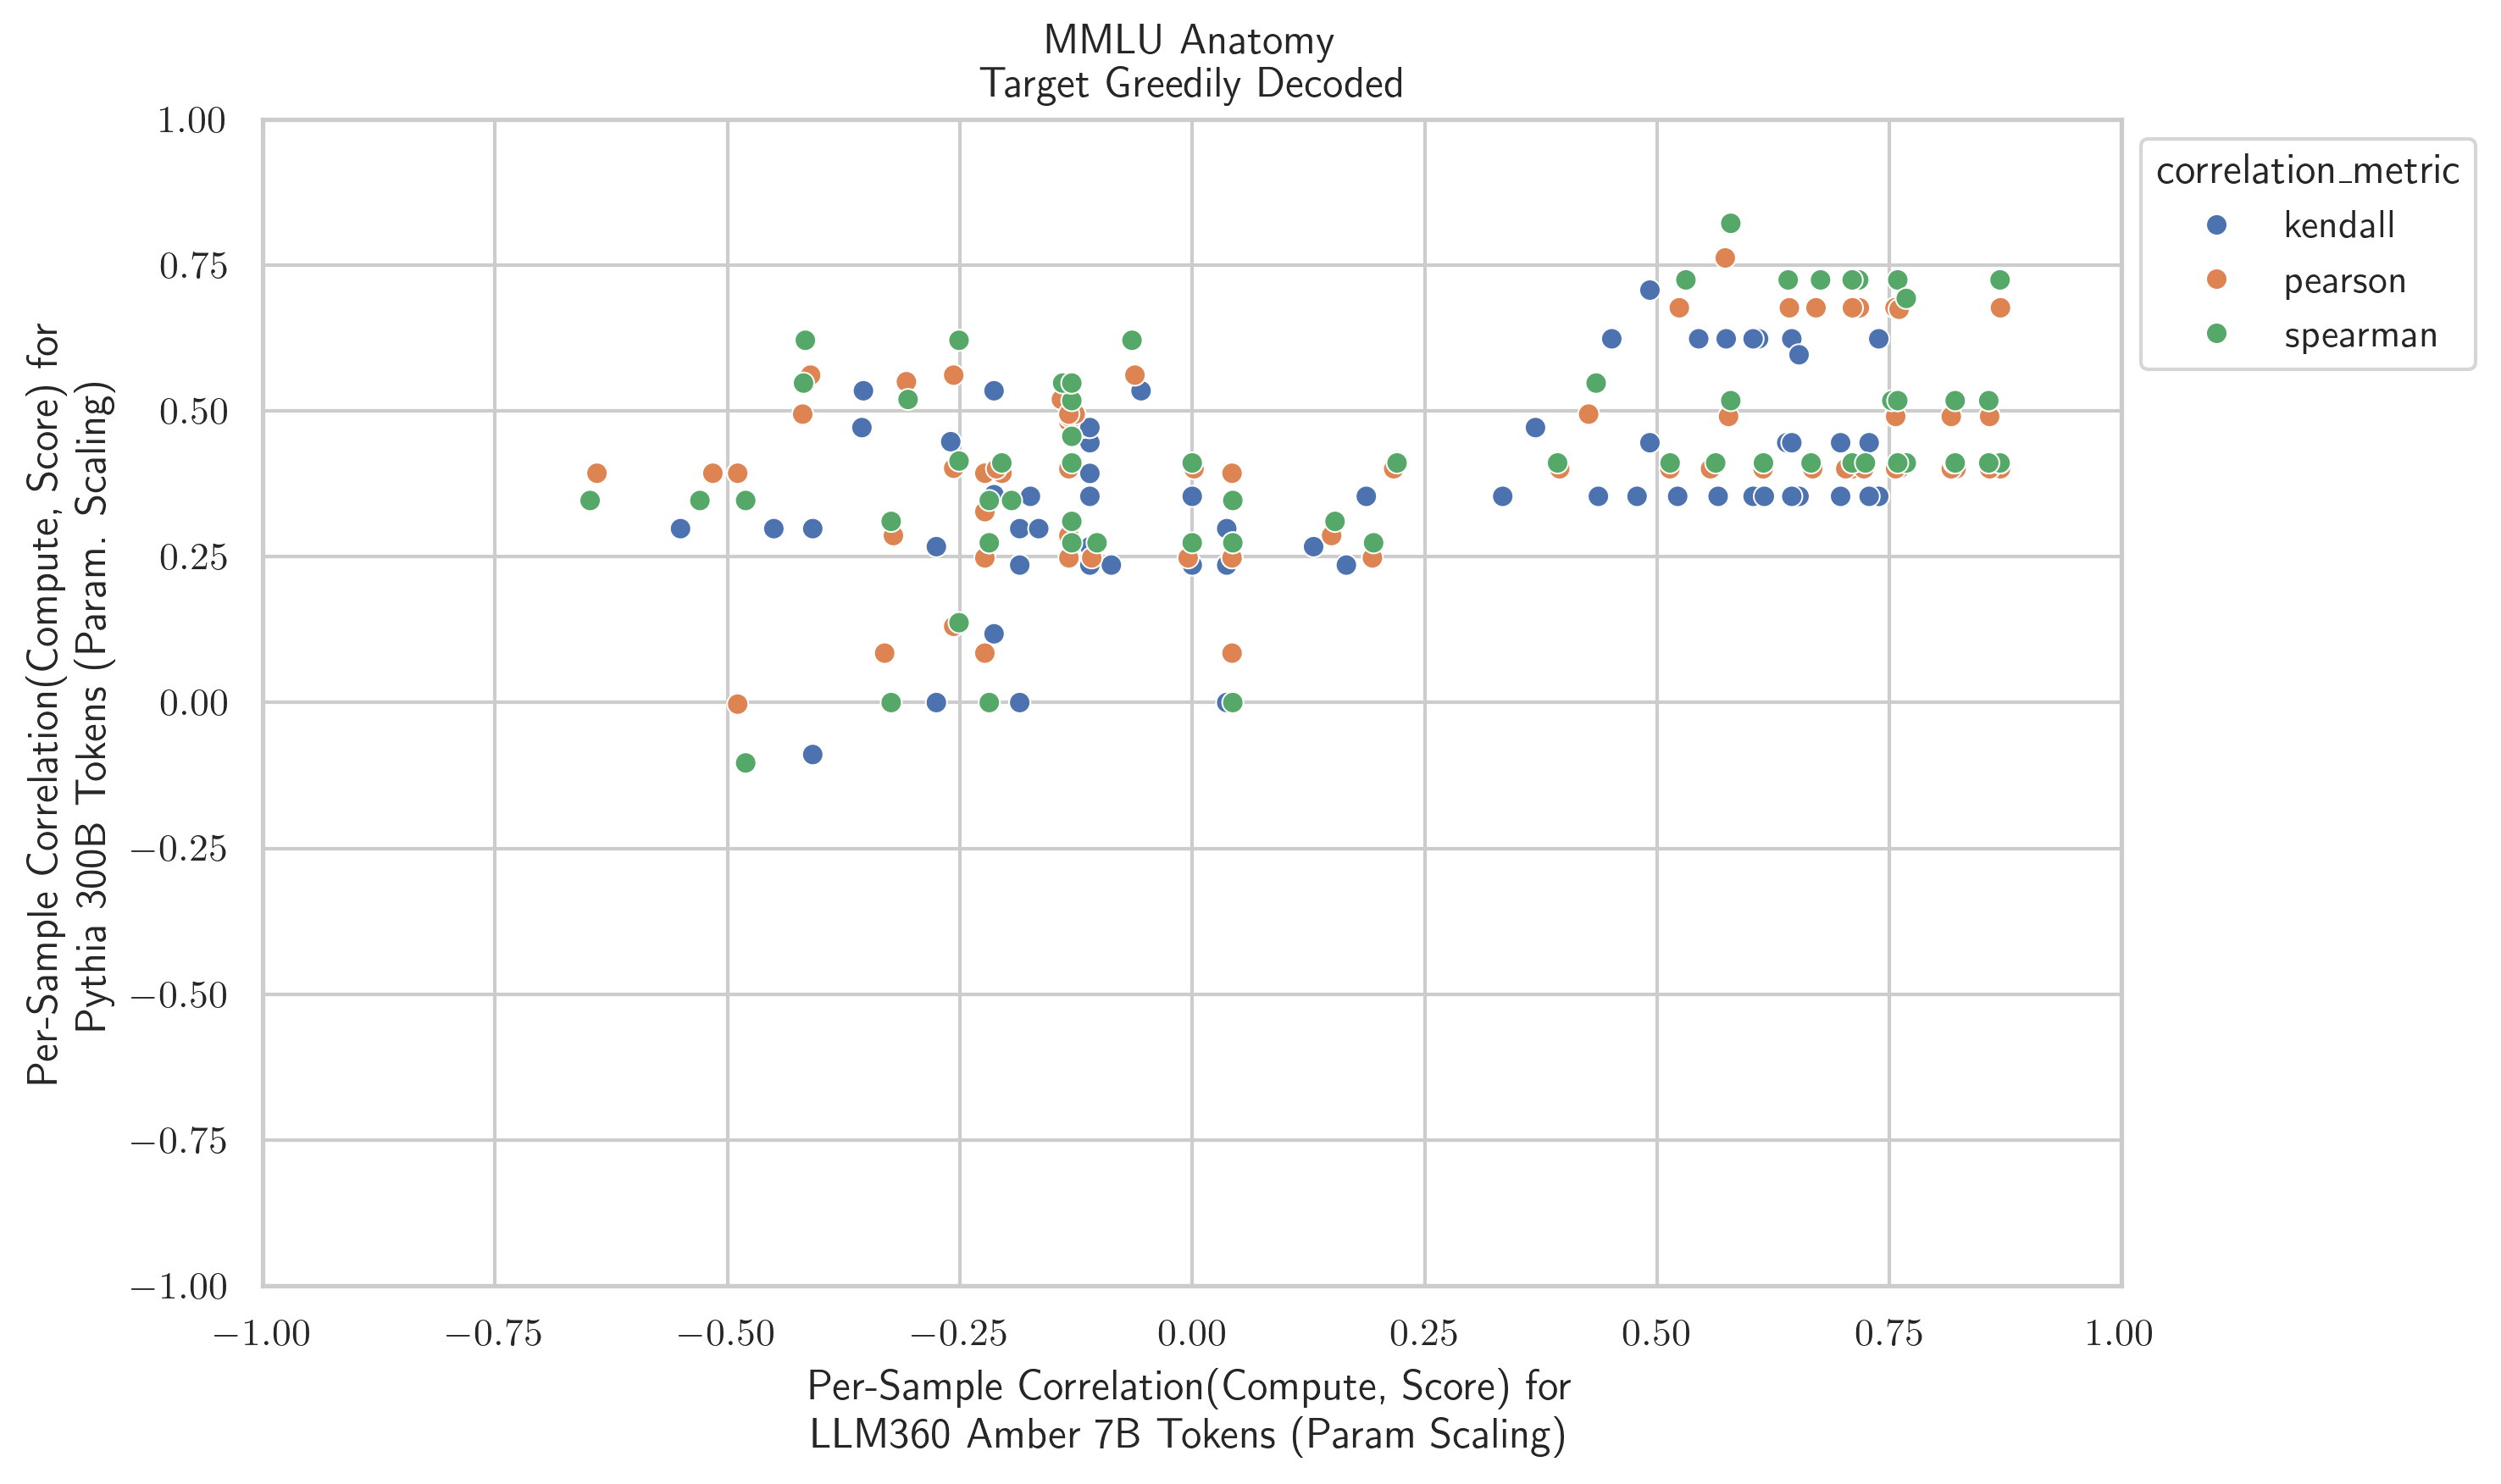 MMLU Anatomy
Target Greedily Decoded
Per-Sample Correlation(Compute, Score) for
Pythia 300B Tokens (Param. Scaling)
1.00
0.75
0.50
0.25
0.00
−0.25
−0.50
−0.75
−1.00
correlation_metric
kendall
pearson
spearman
−1.00 −0.75 −0.50 −0.25 0.00 0.25 0.50 0.75 1.00
Per-Sample Correlation(Compute, Score) for
LLM360 Amber 7B Tokens (Param Scaling)